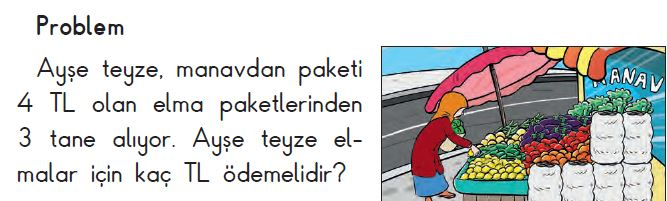 Problem
Ayşe teyze, manavdan paketi
4 TL olan elma paketlerinden
3 tane alıyor. Ayşe teyze el-
malar için kaç TL ödemelidir?
MANAV